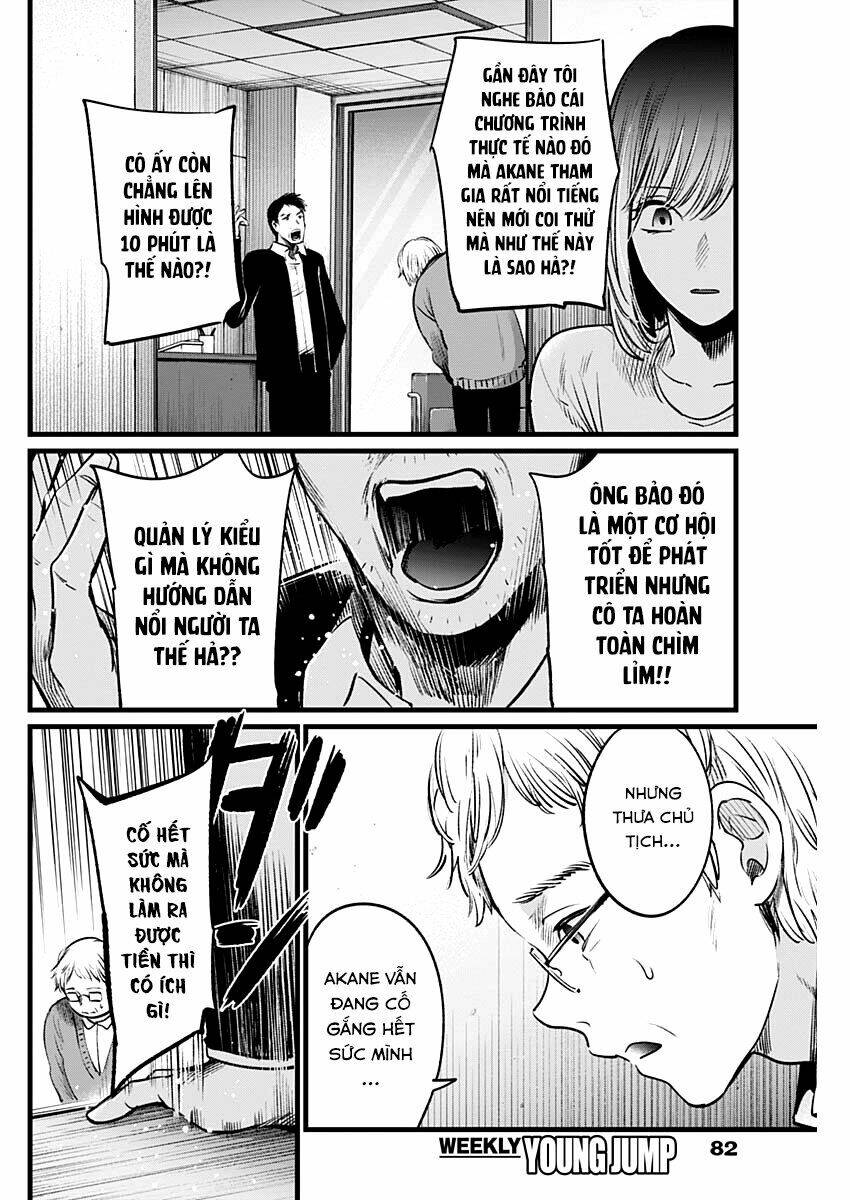 GẦN ĐÂY TÔI
NGHE BẢO CÁI
CHƯƠNG TRÌNH
THỰC TẾ NÀO ĐÓ
MÀ AKANE THAM
GIA RẤT NỔI TIẾNG
NÊN MỚI COI THỬ
MÀ NHƯ THẾ NÀY
LÀ SAO HẢ?!
CÔ ẤY CÒN
CHẲNG LÊN
HÌNH ĐƯỢC
10 PHÚT LÀ
THẾ NÀO?!
ÔNG BẢO ĐÓ
LÀ MỘT CƠ HỘI
TỐT ĐỂ PHÁT
TRIỂN NHƯNG
CÔ TA HOÀN
TOÀN CHÌM
LỈM!!
QUẢN LÝ KIỂU
GÌ MÀ KHÔNG
HƯỚNG DẪN
NỔI NGƯỜI TA
THẾ HẢ??
NHƯNG
THƯA CHỦ
TỊCH...
AKANE VẪN
ĐANG CỐ
GẮNG HẾT
SỨC MÌNH
...
ダンッ
CỐ HẾT
SỨC MÀ
KHÔNG
LÀM RA
ĐƯỢC
TIỀN THÌ
CÓ ÍCH
GÌ!
WEEKLY YOUNG JUMP 82